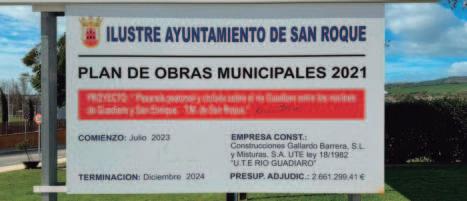 ILUSTRE AYUNTAMIENTO DE SAN ROQUE
PLAN DE OBRAS MUNICIPALES 2021
PROYECTO: " Pasarela peatonal y ciclista sobre el río Guadiaro entre los núcleos
de Guadiaro y San Enrique. T.M. de San Roque."
COMIENZO: Julio 2023
EMPRESA CONST.:
Construcciones Gallardo Barrera, S.L.
y Misturas, S.A. UTE ley 18/1982
"U.T.E RIO GUADIARO"
TERMINACION: Diciembre 2024
PRESUP. ADJUDIC.: 2.661.299,41 €